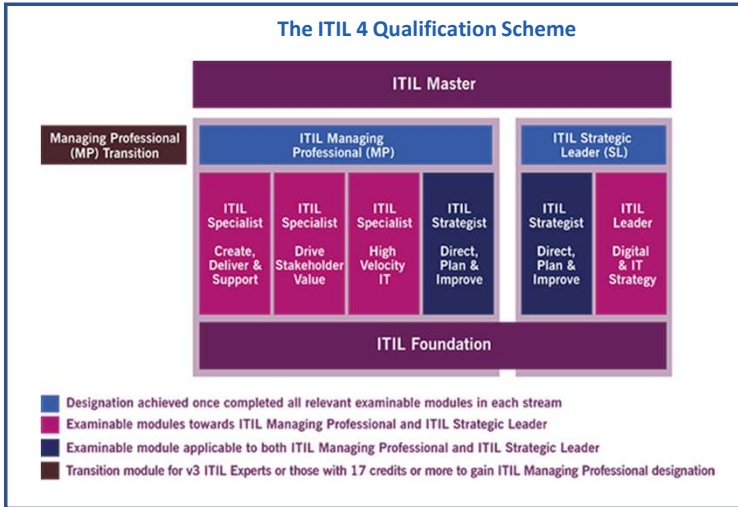 The ITIL 4 Qualification Scheme
ITIL Master
Managing Professional
(MP) Transition
ITIL Managing
Professional (MP)
ITIL Strategic
Leader (SL)
ITIL
Specialist
Create,
Deliver &
Support
ITIL
Specialist
Drive
Stakeholder
Value
ITIL
Specialist
High
Velocity
IT
ITIL
Strategist
Direct,
Plan &
Improve
ITIL
Strategist
Direct,
Plan &
Improve
ITIL
Leader
Digital
& IT
Strategy
ITIL Foundation
Designation achieved once completed all relevant examinable modules in each stream
Examinable modules towards ITIL Managing Professional and ITIL Strategic Leader
Examinable module applicable to both ITIL Managing Professional and ITIL Strategic Leader
Transition module for v3 ITIL Experts or those with 17 credits or more to gain ITIL Managing Professional designation